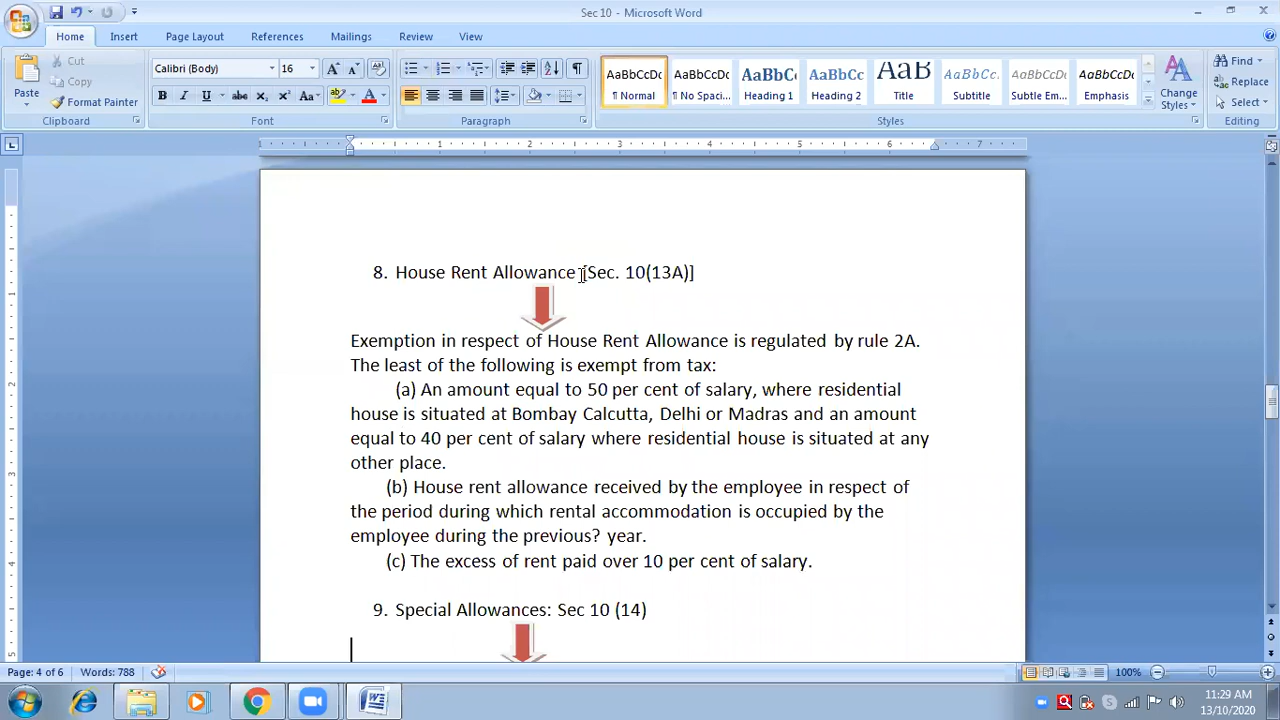 Sec 10 - Microsoft Word
Home Insert Page Layout References Mailings Review View
Cut
Copy
Format Painter
Paste
Clipboard
Calibri (Body) 16
Font
Paragraph
AaBbCcDc AaBbCcDc AaBbCc AaBbCc AaB AaBbCcDc AaBbCcDc AaBbCcDc
¶ Normal ¶ No Spaci... Heading 1 Heading 2 Title Subtitle Subtle Em... Emphasis
Change Styles
Styles
Find
Replace
Select
Editing
1 1 2 3 4 5 6 7
8. House Rent Allowance [Sec. 10(13A)]
Exemption in respect of House Rent Allowance is regulated by rule 2A.
The least of the following is exempt from tax:
(a) An amount equal to 50 per cent of salary, where residential
house is situated at Bombay Calcutta, Delhi or Madras and an amount
equal to 40 per cent of salary where residential house is situated at any
other place.
(b) House rent allowance received by the employee in respect of
the period during which rental accommodation is occupied by the
employee during the previous? year.
(c) The excess of rent paid over 10 per cent of salary.
9. Special Allowances: Sec 10 (14)
Page: 4 of 6 Words: 788
100%
11:29 AM
13/10/2020